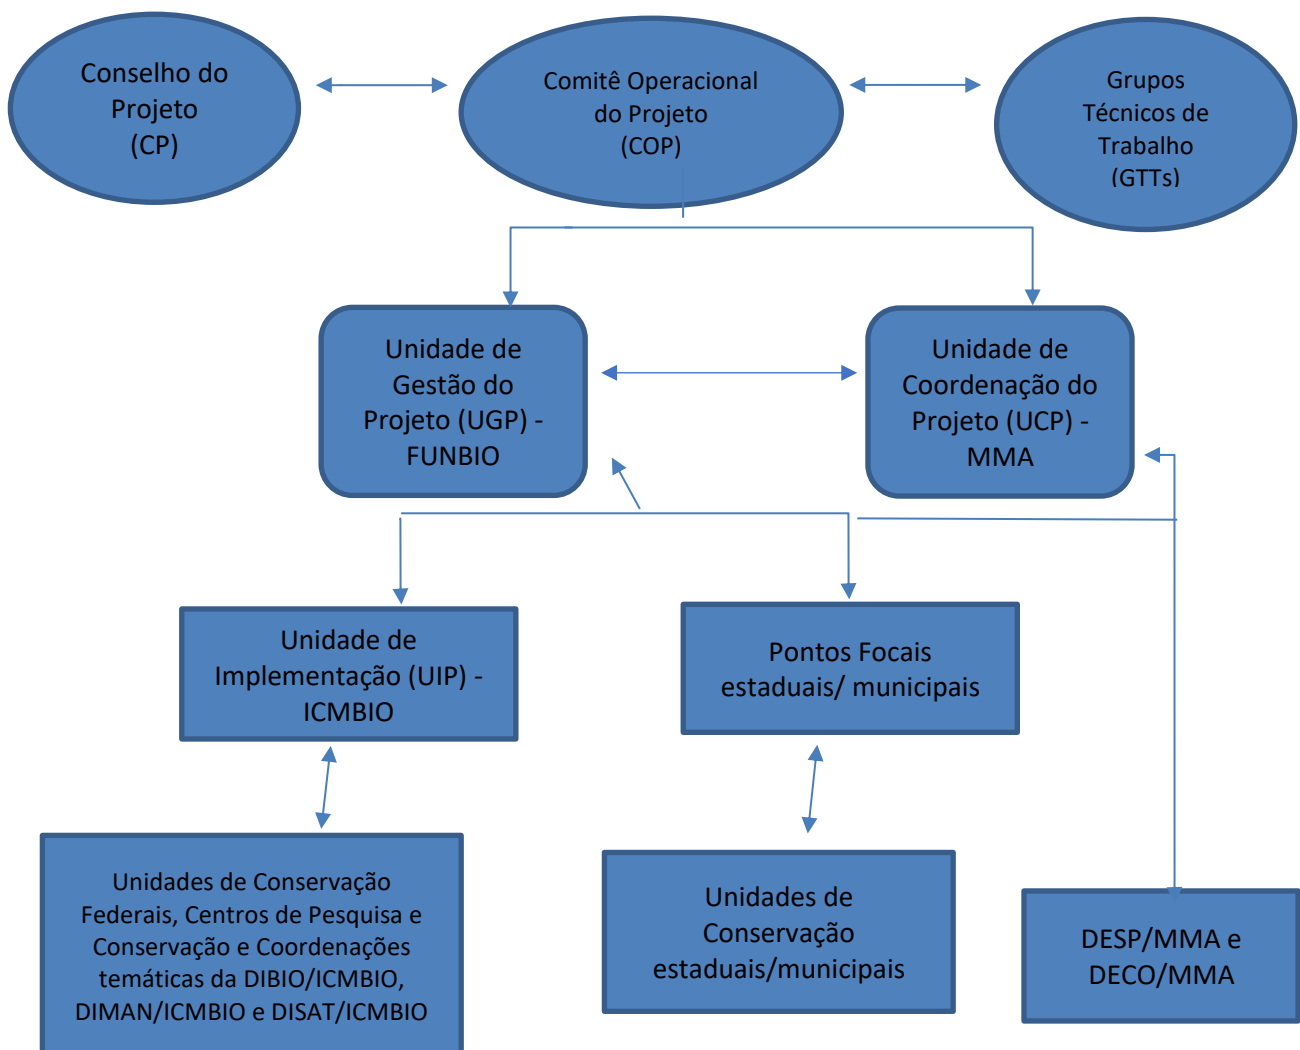 Conselho do
Projeto
(CP)
Comitê Operacional
do Projeto
(COP)
Grupos
Técnicos de
Trabalho
(GTTs)
Unidade de
Gestão do
Projeto (UGP) -
FUNBIO
Unidade de
Coordenação do
Projeto (UCP) -
MMA
Unidade de
Implementação (UIP) -
ICMBIO
Pontos Focais
estaduais/ municipais
Unidades de Conservação
Federais, Centros de Pesquisa e
Conservação e Coordenações
temáticas da DIBIO/ICMBIO,
DIMAN/ICMBIO e DISAT/ICMBIO
Unidades de
Conservação
estaduais/municipais
DESP/MMA e
DECO/MMA